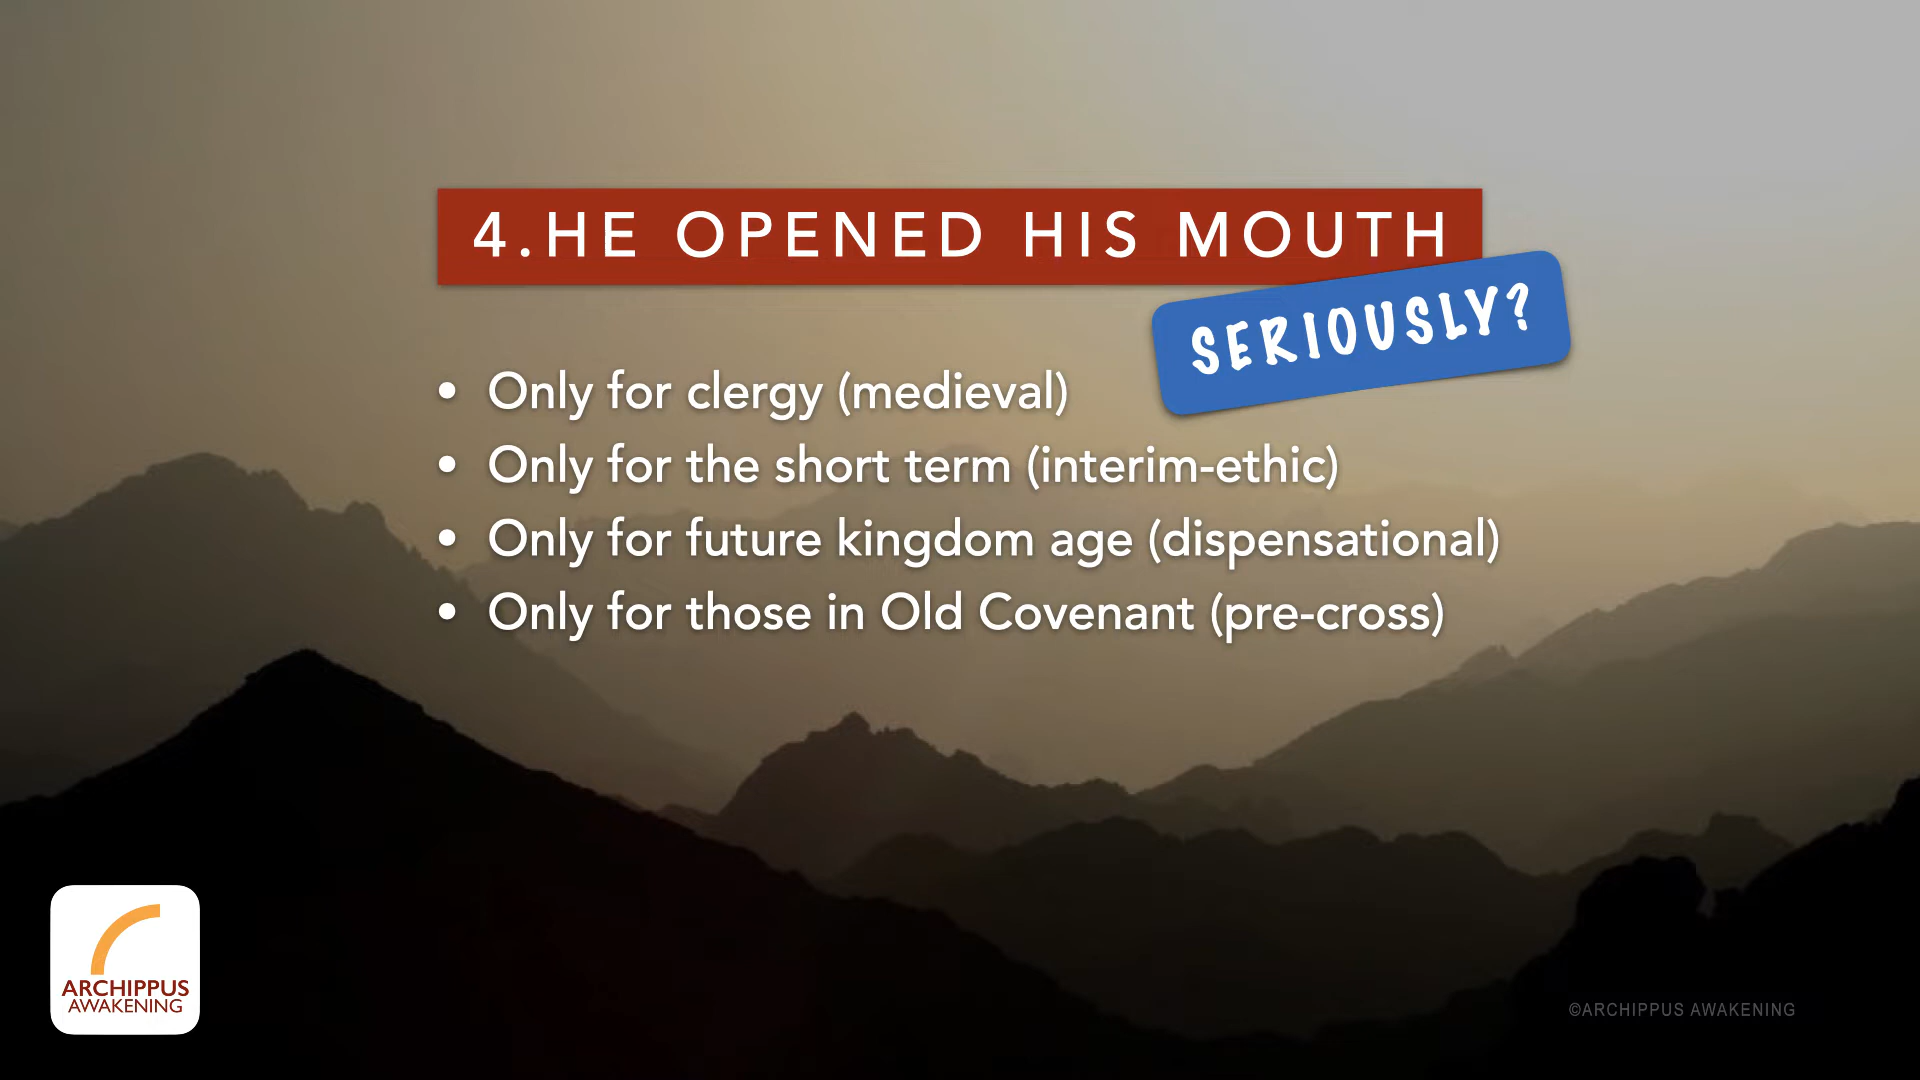 4.HE OPENED HIS MOUTH
SERIOUSLY?
• Only for clergy (medieval)
• Only for the short term (interim-ethic)
• Only for future kingdom age (dispensational)
• Only for those in Old Covenant (pre-cross)
ARCHIPPUS
AWAKENING
©ARCHIPPUS AWAKENING